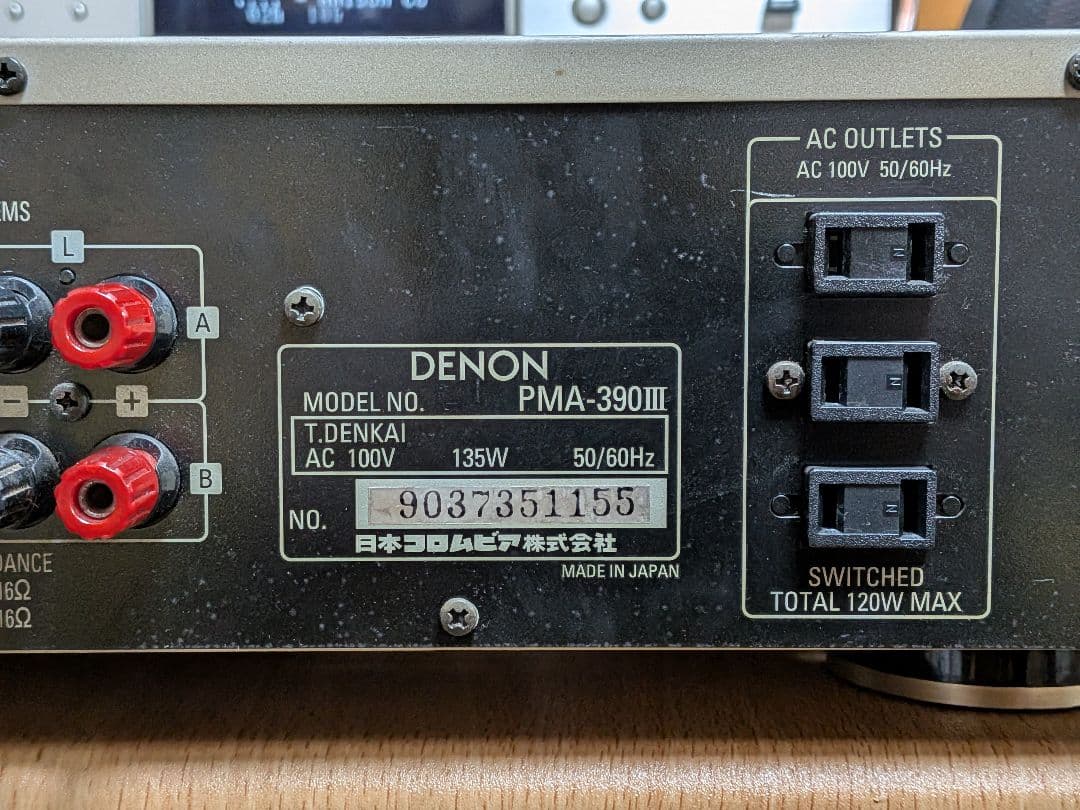 AC OUTLETS
AC 100V 50/60Hz
L
A
DENON
MODEL NO. PMA-390III
T.DENKAI
AC 100V 135W 50/60Hz
− +
B
NO. 9037351155
日本コロムビア株式会社
MADE IN JAPAN
16Ω
16Ω
N
N
N
SWITCHED
TOTAL 120W MAX